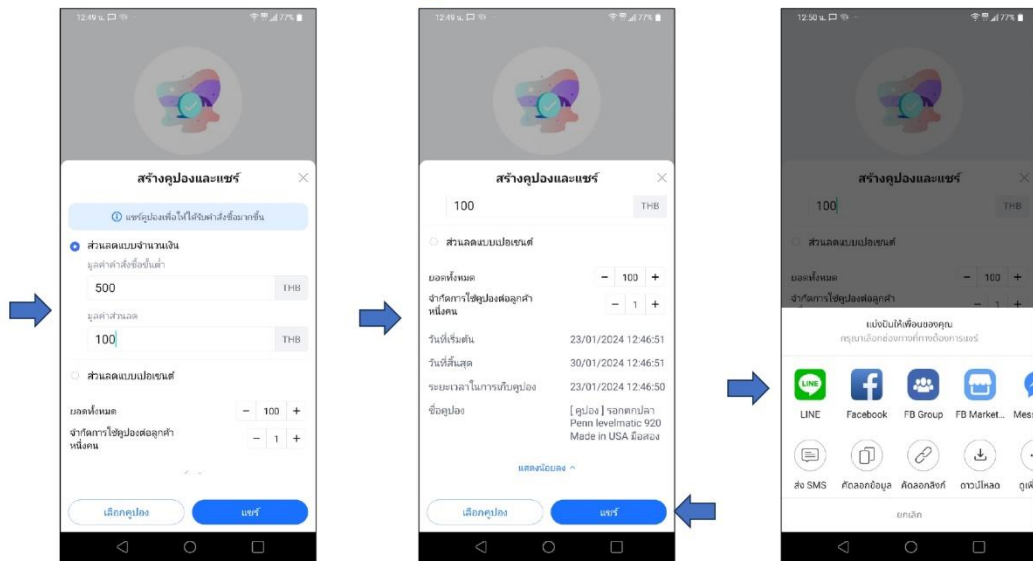 12:49 น.
77%
สร้างคูปองและแชร์
แชร์คูปองเพื่อให้ได้รับคำสั่งซื้อมากขึ้น
ส่วนลดแบบจำนวนเงิน
มูลค่าคำสั่งซื้อขั้นต่ำ
500 THB
มูลค่าส่วนลด
100 THB
ส่วนลดแบบเปอเซนต์
ยอดทั้งหมด − 100 +
จำกัดการใช้คูปองต่อลูกค้า − 1 +
หนึ่งคน
เลือกคูปอง แชร์
12:49 น.
77%
สร้างคูปองและแชร์
100 THB
ส่วนลดแบบเปอเซนต์
ยอดทั้งหมด − 100 +
จำกัดการใช้คูปองต่อลูกค้า − 1 +
หนึ่งคน
วันที่เริ่มต้น 23/01/2024 12:46:51
วันที่สิ้นสุด 30/01/2024 12:46:51
ระยะเวลาในการเก็บคูปอง 23/01/2024 12:46:50
ชื่อคูปอง [ คูปอง ] รอกตกปลา
Penn levelmatic 920
Made in USA มือสอง
แสดงน้อยลง
เลือกคูปอง แชร์
12:50 น.
77%
สร้างคูปองและแชร์
100 THB
ส่วนลดแบบเปอเซนต์
ยอดทั้งหมด − 100 +
จำกัดการใช้คูปองต่อลูกค้า − 1 +
แบ่งปันให้เพื่อนของคุณ
กรุณาเลือกช่องทางที่ทางต้องการแชร์
LINE
LINE Facebook FB Group FB Market...
ส่ง SMS คัดลอกข้อมูล คัดลอกลิงก์ ดาวน์โหลด
ยกเลิก